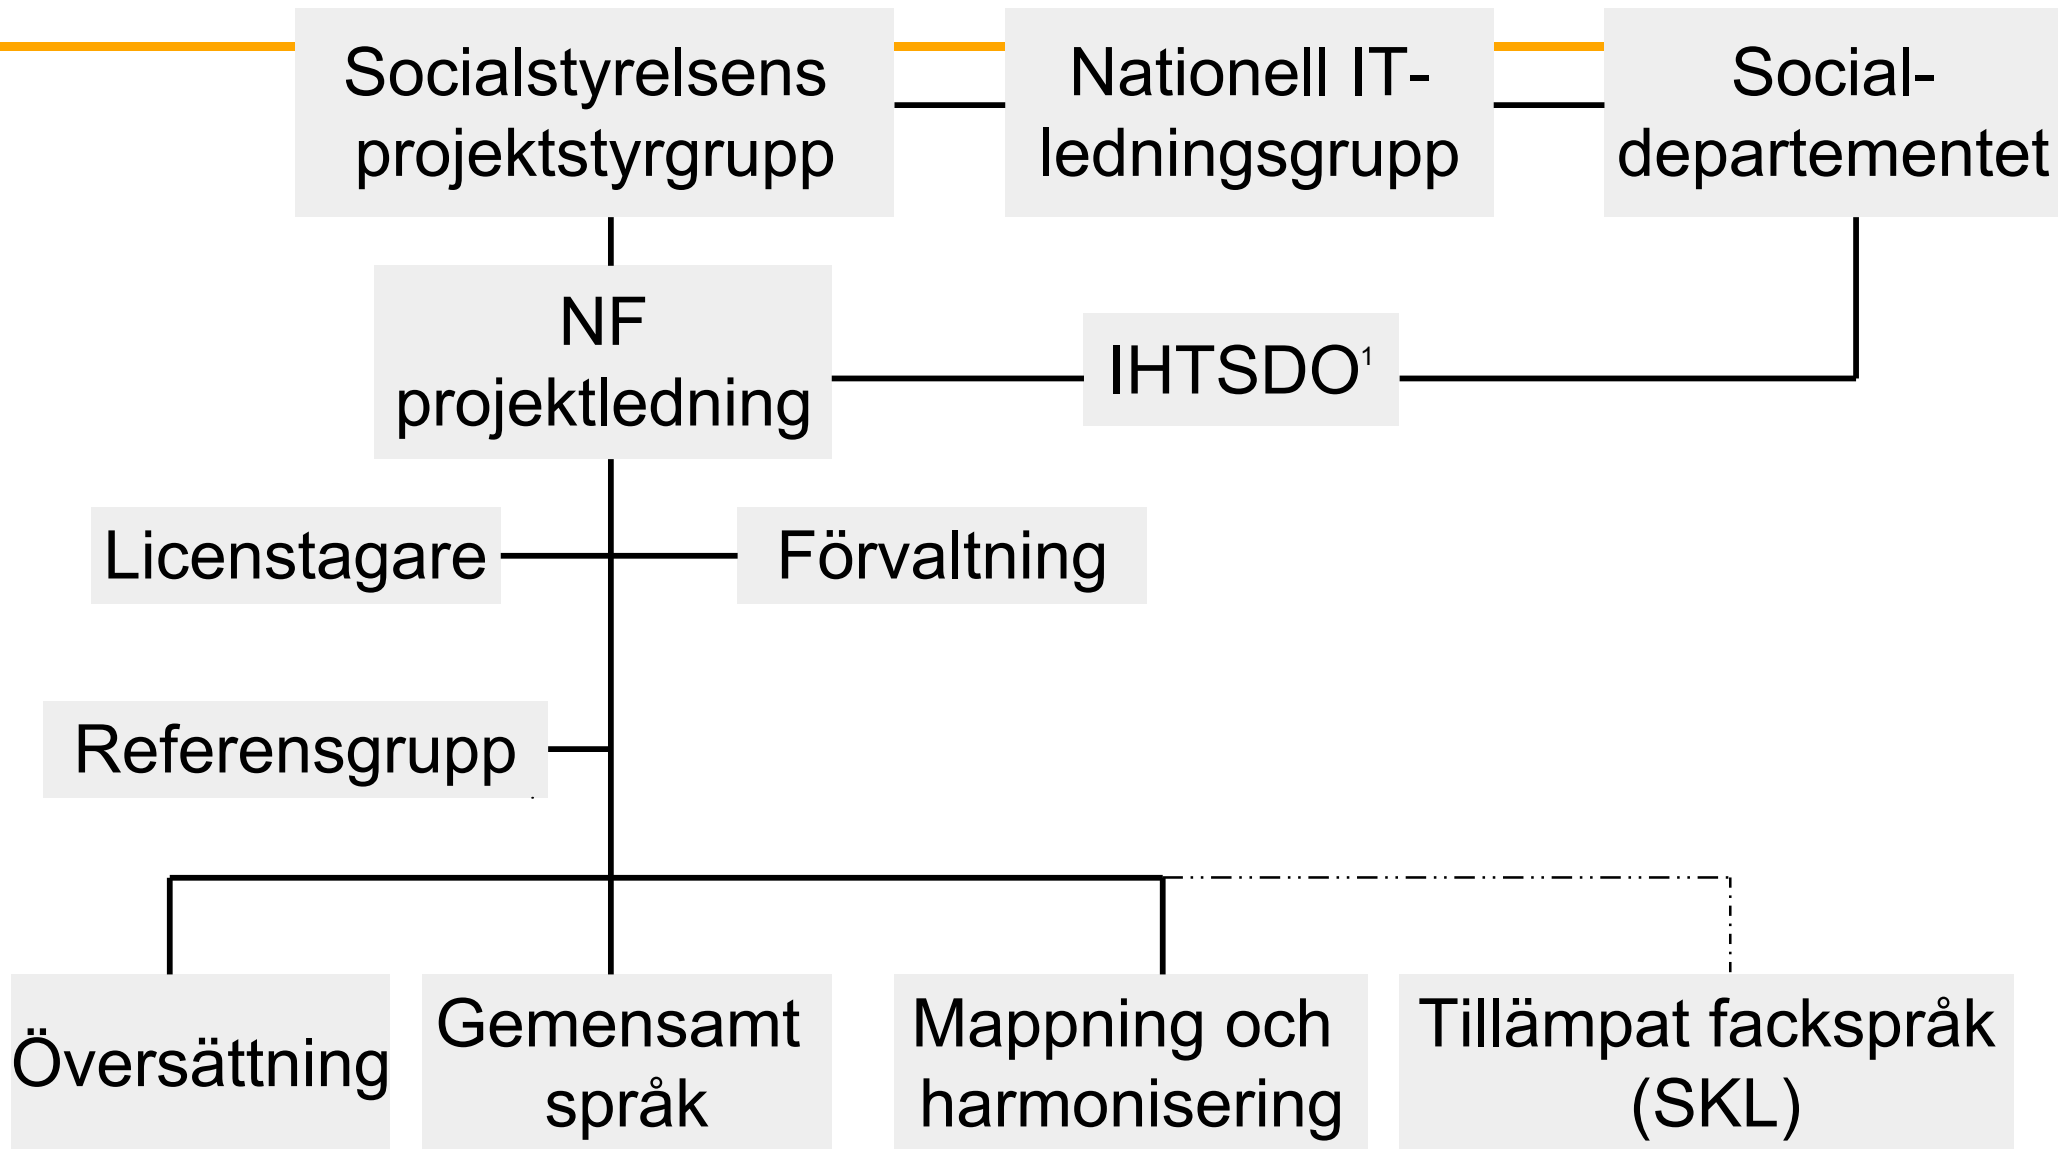 Socialstyrelsens
projektstyrgrupp
Nationell IT-
ledningsgrupp
Social-
departementet
NF
projektledning
IHTSDO¹
Licenstagare
Förvaltning
Referensgrupp
Översättning
Gemensamt
språk
Mappning och
harmonisering
Tillämpat fackspråk
(SKL)